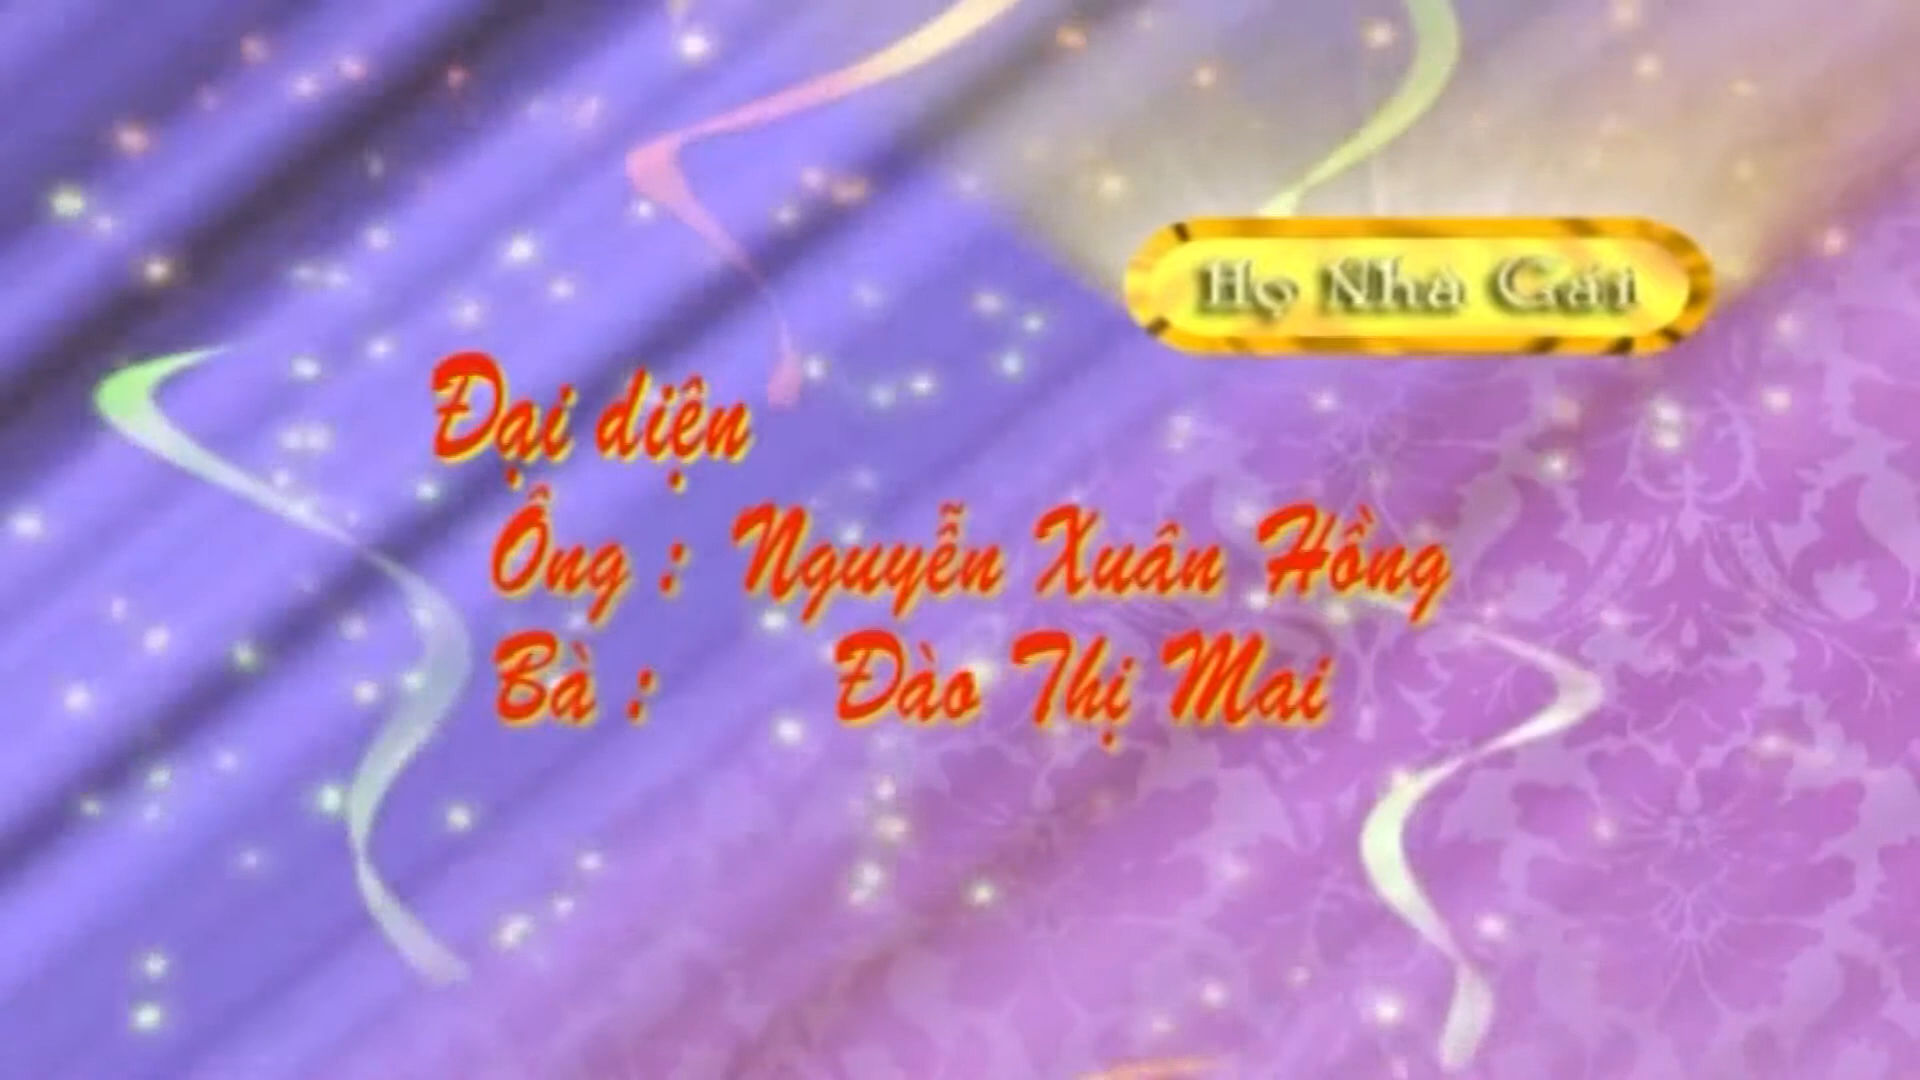 Họ Nhà Gái
Đại diện
Ông : Nguyễn Xuân Hồng
Bà : Đào Thị Mai